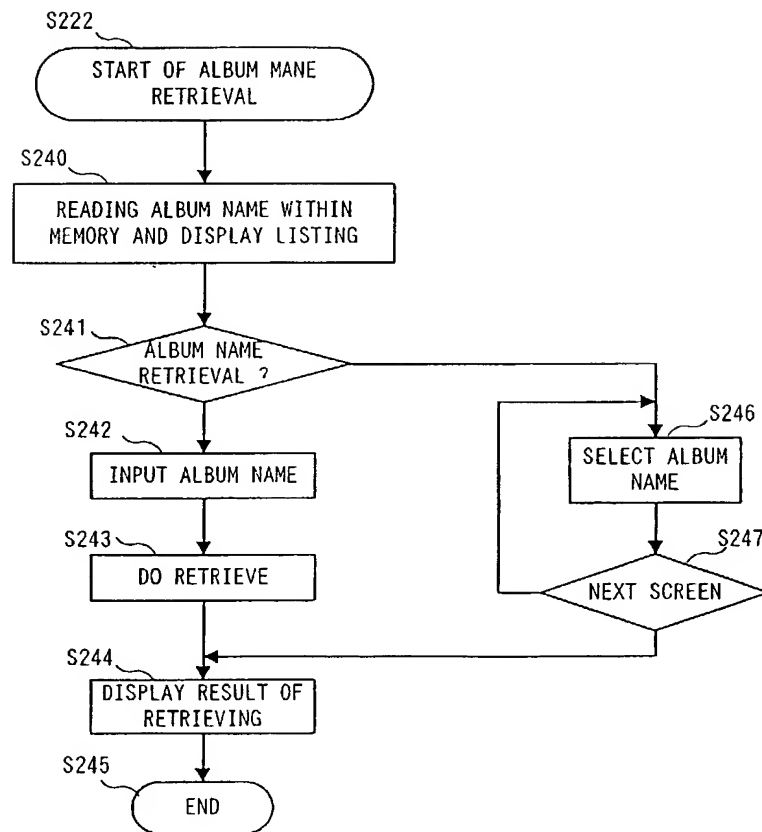 S222
START OF ALBUM MANE
RETRIEVAL
S240
READING ALBUM NAME WITHIN
MEMORY AND DISPLAY LISTING
S241
ALBUM NAME
RETRIEVAL ?
S242
INPUT ALBUM NAME
S243
DO RETRIEVE
S244
DISPLAY RESULT OF
RETRIEVING
S245
END
S246
SELECT ALBUM
NAME
S247
NEXT SCREEN